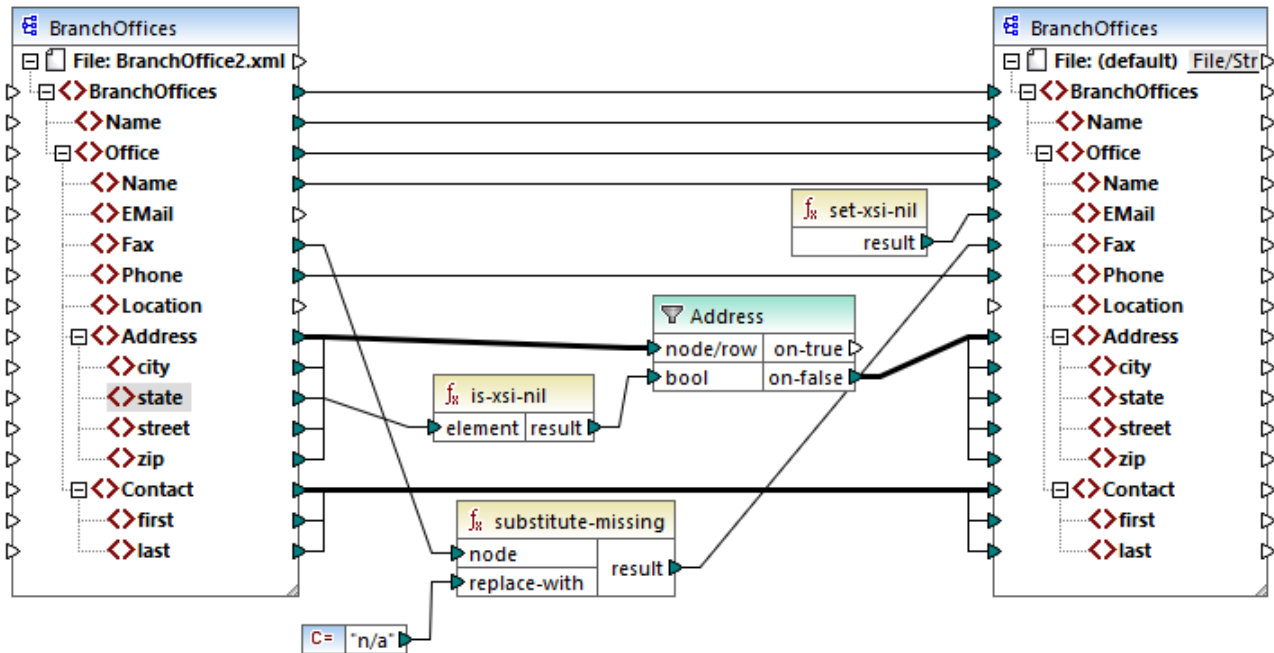 BranchOffices
File: BranchOffice2.xml
BranchOffices
Name
Office
Name
EMail
Fax
Phone
Location
Address
city
state
street
zip
Contact
first
last
fx set-xsi-nil
result
Address
node/row on-true
bool on-false
fx is-xsi-nil
element result
fx substitute-missing
node
replace-with
result
C= "n/a"
BranchOffices
File: (default) File/Str
BranchOffices
Name
Office
Name
EMail
Fax
Phone
Location
Address
city
state
street
zip
Contact
first
last